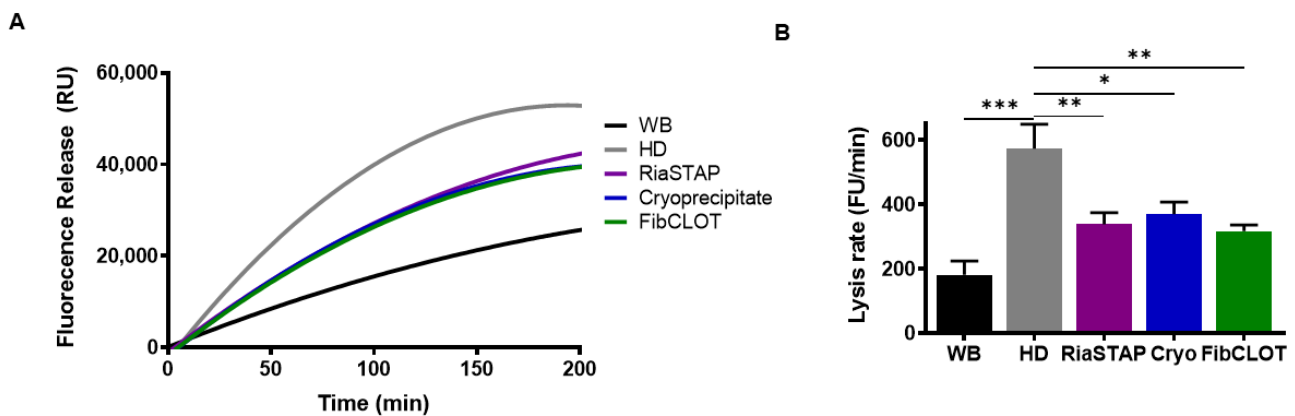 A
Fluorecence Release (RU)
60,000
40,000
20,000
0
0 50 100 150 200
Time (min)
WB
HD
RiaSTAP
Cryoprecipitate
FibCLOT
B
**
*
*** **
Lysis rate (FU/min)
600
400
200
0
WB HD RiaSTAP Cryo FibCLOT